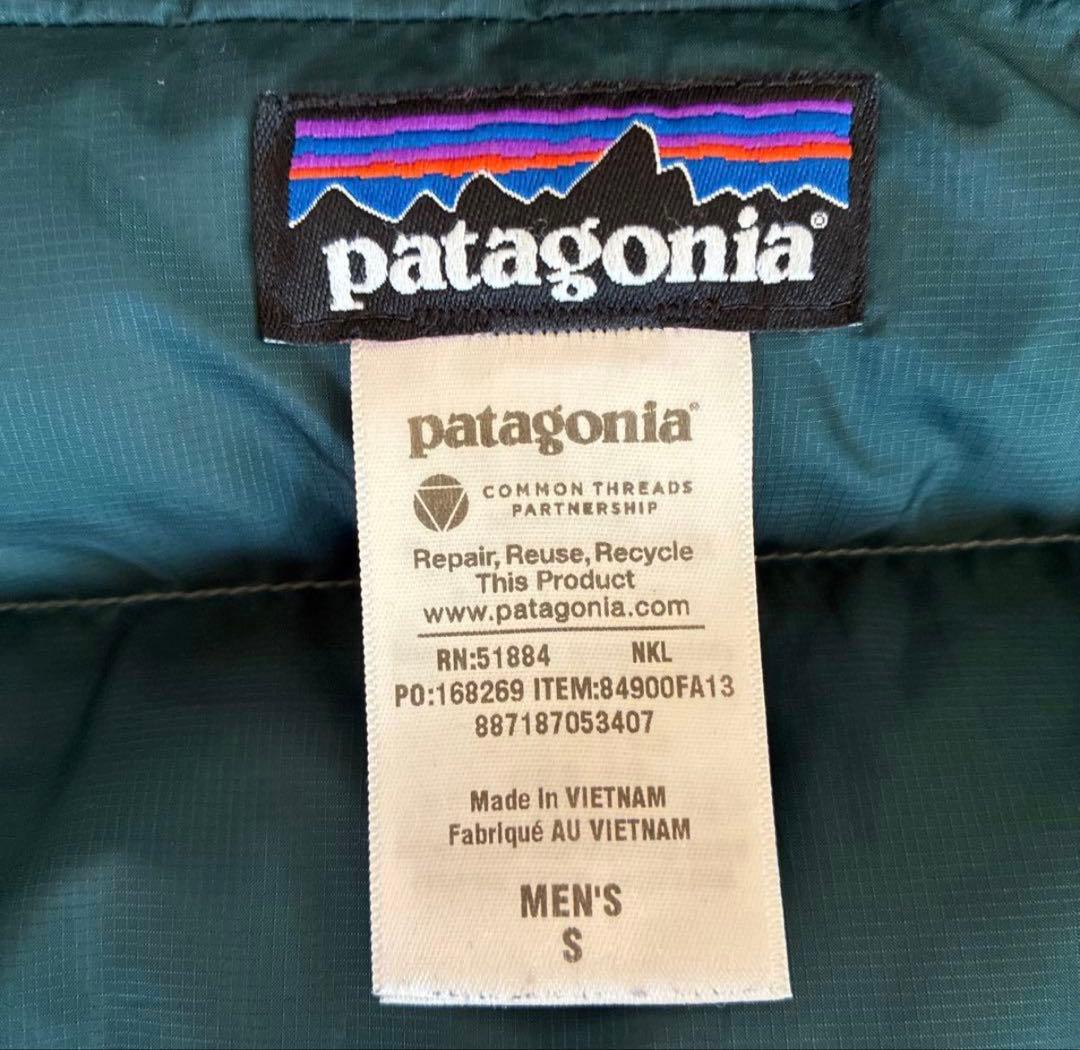 patagonia®
patagonia®
COMMON THREADS
PARTNERSHIP
Repair, Reuse, Recycle
This Product
www.patagonia.com
RN:51884 NKL
PO:168269 ITEM:84900FA13
887187053407
Made In VIETNAM
Fabriqué AU VIETNAM
MEN'S
S